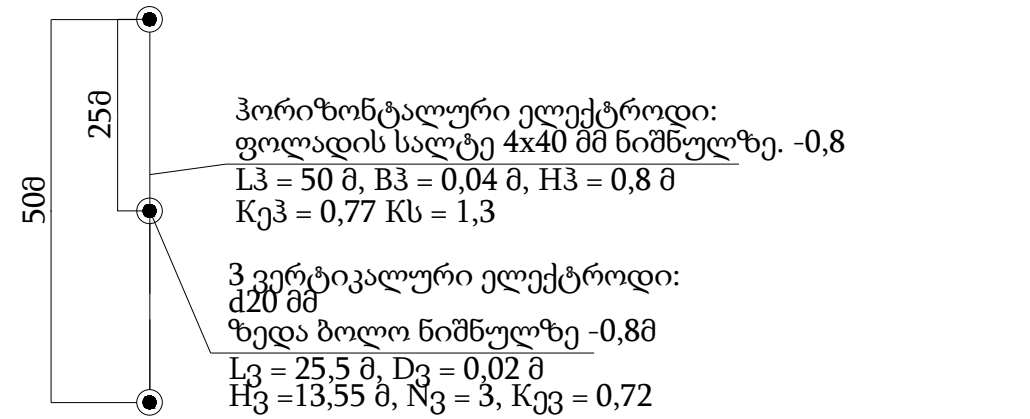 25მ
50მ
ჰორიზონტალური ელექტროდი:
ფოლადის სალტე 4x40 მმ ნიშნულზე. -0,8
Lჰ = 50 მ, Bჰ = 0,04 მ, Hჰ = 0,8 მ
Kეჰ = 0,77 Kს = 1,3
3 ვერტიკალური ელექტროდი:
d20 მმ
ზედა ბოლო ნიშნულზე -0,8მ
Lვ = 25,5 მ, Dვ = 0,02 მ
Hვ =13,55 მ, Nვ = 3, Kევ = 0,72